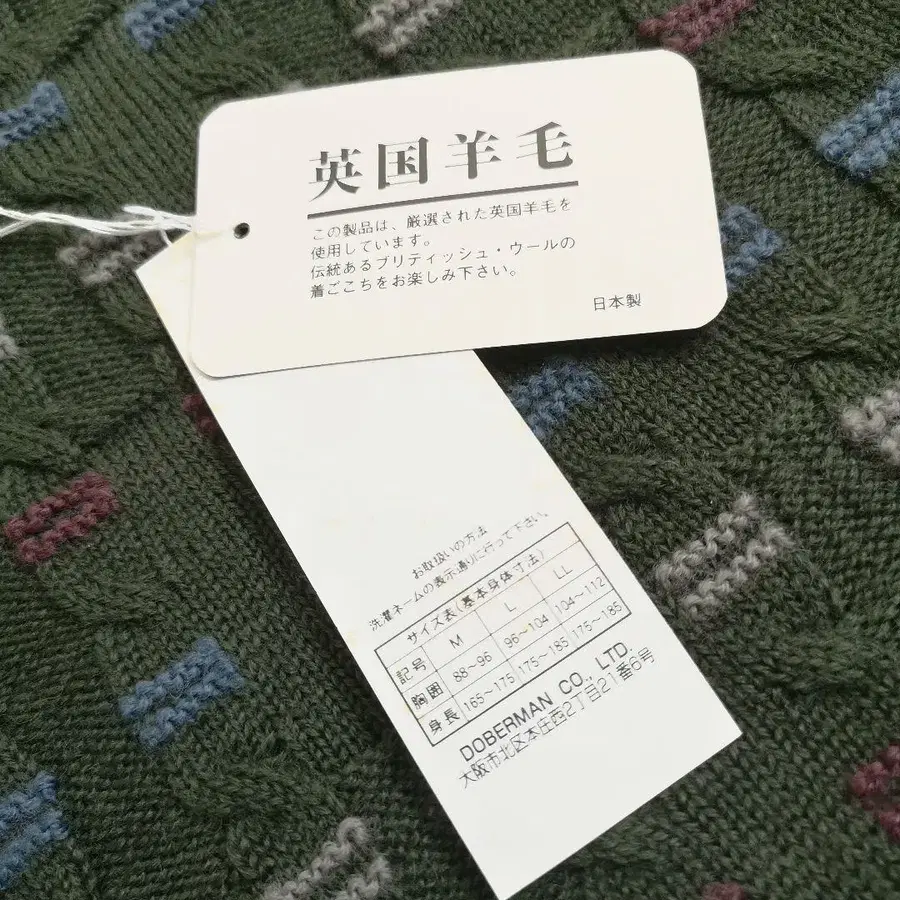 英国羊毛
この製品は、厳選された英国羊毛を
使用しています。
伝統あるブリティッシュ・ウールの
着ごこちをお楽しみ下さい。
日本製
お取扱いの方法
洗濯ネームの表示通りに行って下さい。
サイズ表(基本身体寸法)
記号 M L LL
胸囲 88~96 96~104 104~112
身長 165~175 175~185 175~185
DOBERMAN CO., LTD.
大阪市北区本庄西2丁目21番6号